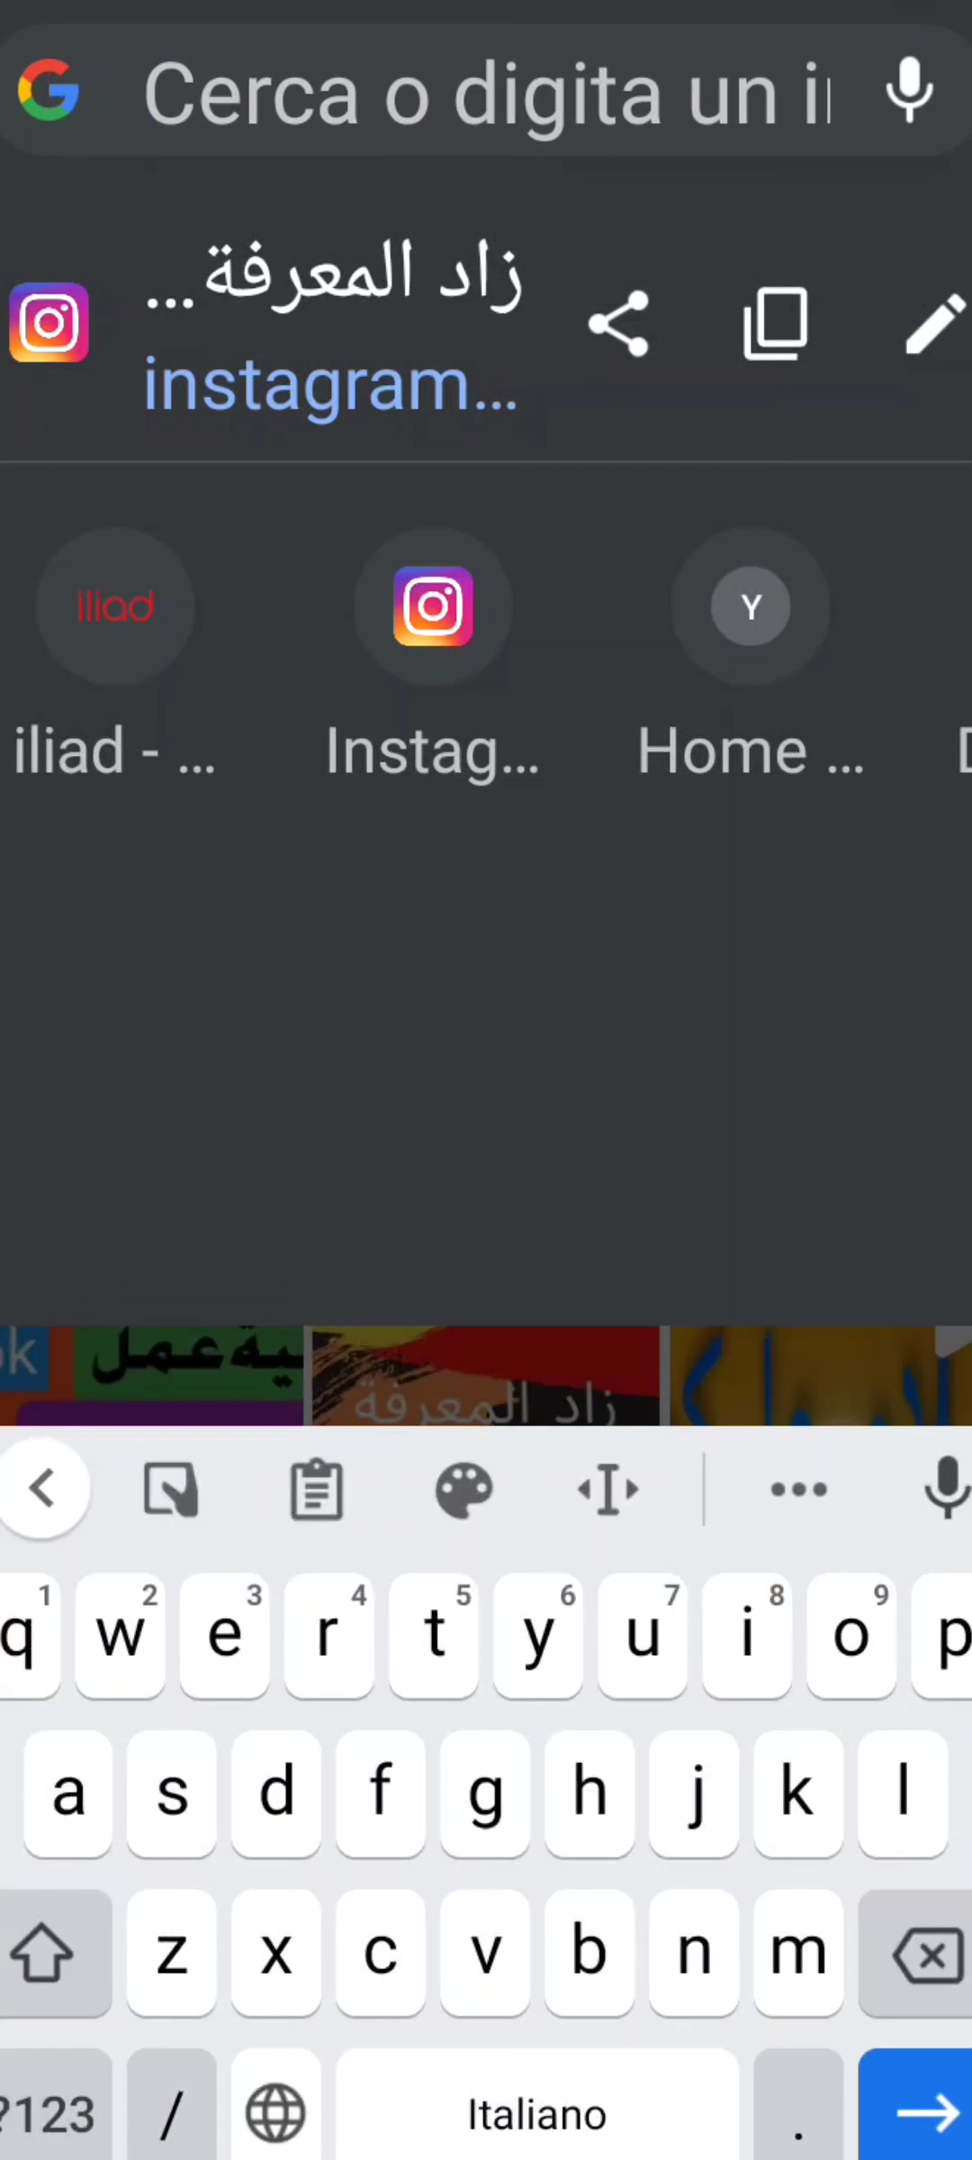 Cerca o digita un i
زاد المعرفة...
instagram...
iliad
Y
iliad - ...
Instag...
Home ...
زاد المعرفة
1 2 3 4 5 6 7 8 9
q w e r t y u i o p
a s d f g h j k l
z x c v b n m
?123 / Italiano .